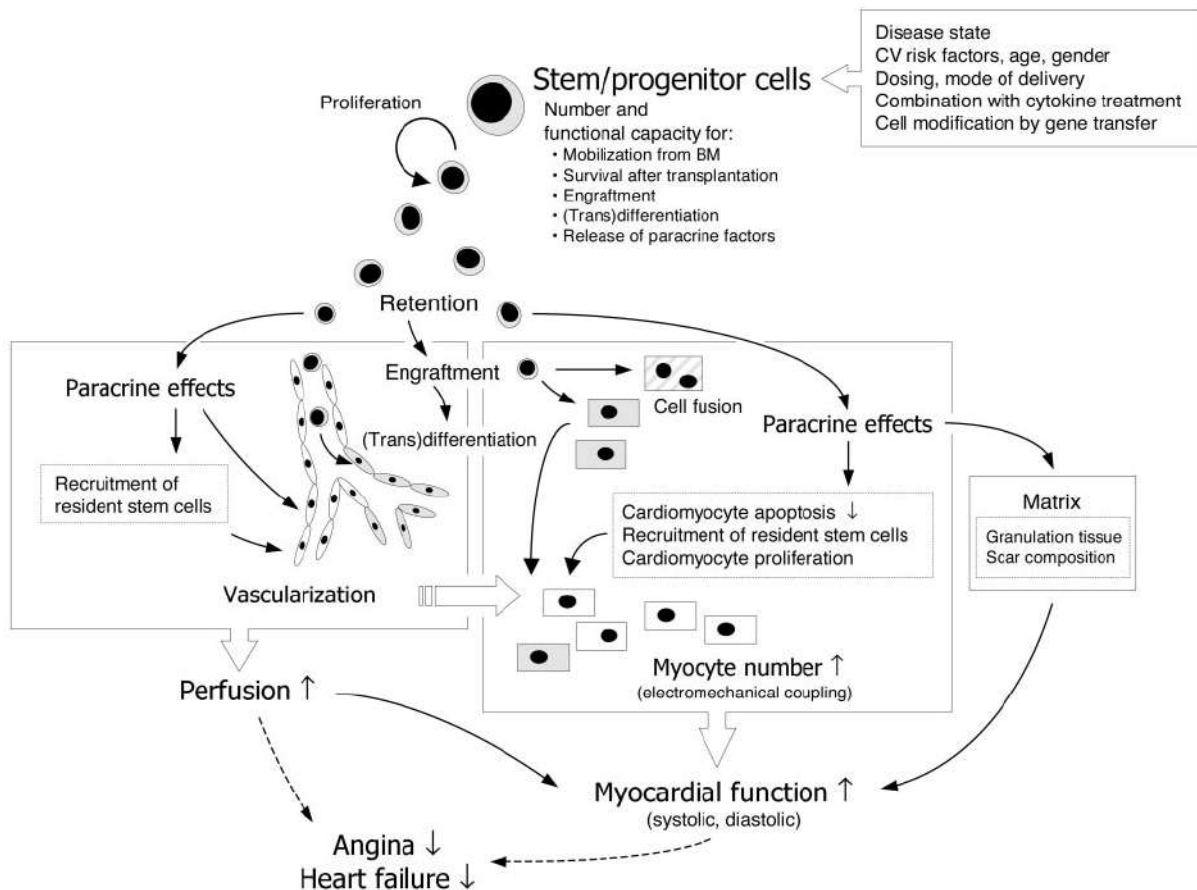 Disease state
CV risk factors, age, gender
Dosing, mode of delivery
Combination with cytokine treatment
Cell modification by gene transfer
Stem/progenitor cells
Proliferation
Number and
functional capacity for:
• Mobilization from BM
• Survival after transplantation
• Engraftment
• (Trans)differentiation
• Release of paracrine factors
Retention
Paracrine effects
Engraftment
Cell fusion
(Trans)differentiation
Paracrine effects
Recruitment of
resident stem cells
Cardiomyocyte apoptosis ↓
Recruitment of resident stem cells
Cardiomyocyte proliferation
Matrix
Granulation tissue
Scar composition
Vascularization
Myocyte number ↑
(electromechanical coupling)
Perfusion ↑
Myocardial function ↑
(systolic, diastolic)
Angina ↓
Heart failure ↓